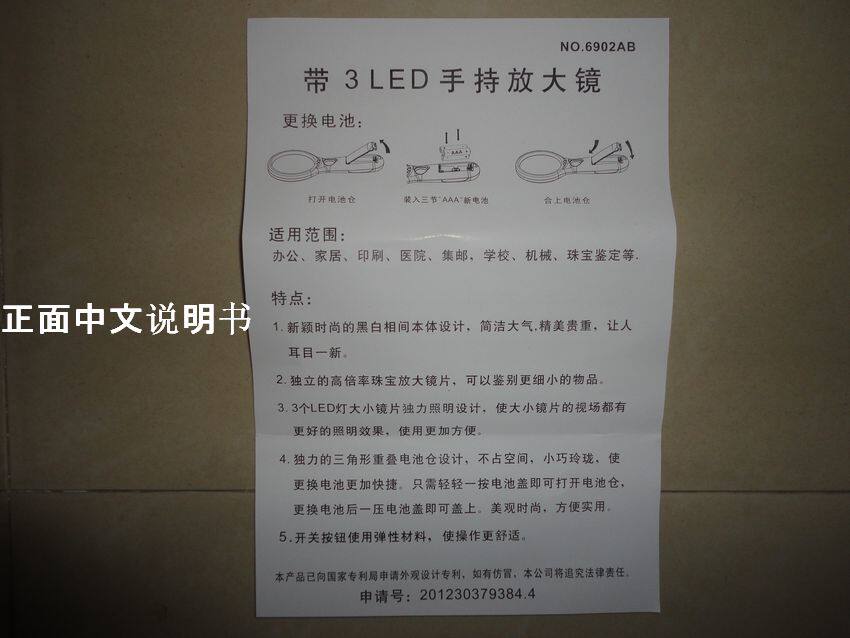 NO.6902AB
带 3 LED 手持放大镜
更换电池：
AAA
打开电池仓
装入三节"AAA"新电池
合上电池仓
适用范围：
办公、家居、印刷、医院、集邮，学校、机械、珠宝鉴定等.
正面中文说明书
特点：
1. 新颖时尚的黑白相间本体设计，简洁大气,精美贵重，让人
耳目一新。
2. 独立的高倍率珠宝放大镜片，可以鉴别更细小的物品。
3. 3个LED灯大小镜片独力照明设计，使大小镜片的视场都有
更好的照明效果，使用更加方便。
4. 独力的三角形重叠电池仓设计，不占空间，小巧玲珑，使
更换电池更加快捷。只需轻轻一按电池盖即可打开电池仓，
更换电池后一压电池盖即可盖上。美观时尚，方便实用。
5. 开关按钮使用弹性材料，使操作更舒适。
本产品已向国家专利局申请外观设计专利，如有仿冒，本公司将追究法律责任。
申请号：201230379384.4